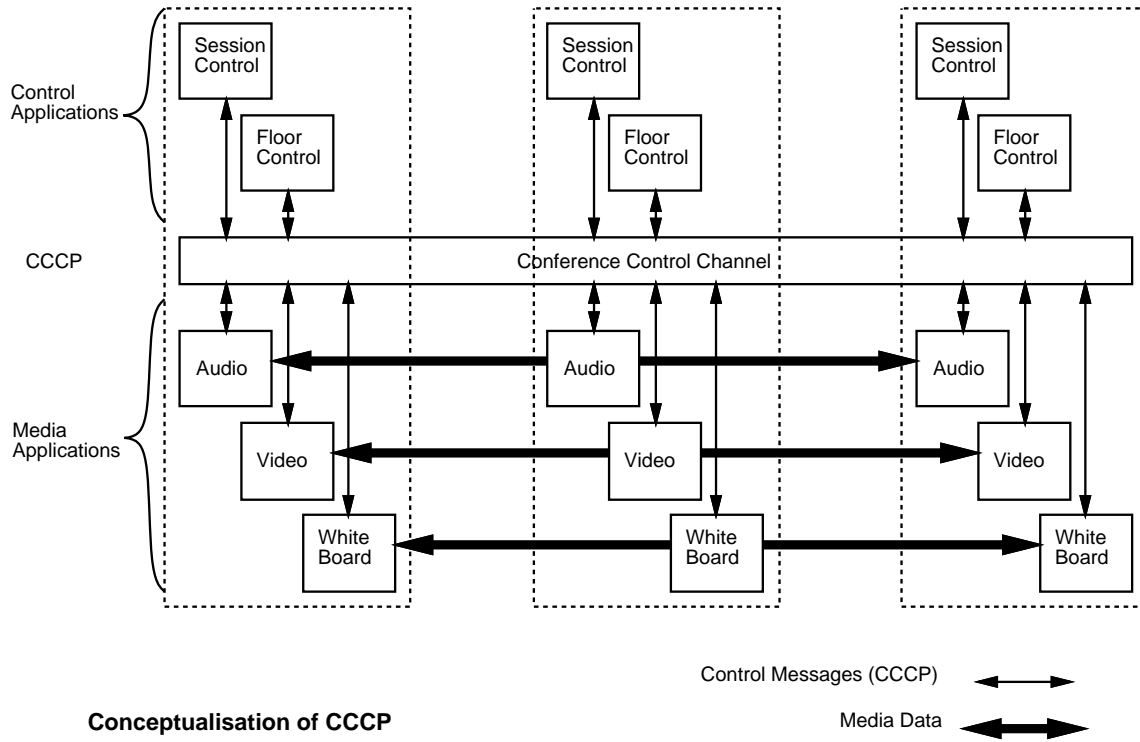 Session
Control
Session
Control
Session
Control
Control
Applications
Floor
Control
Floor
Control
Floor
Control
CCCP
Conference Control Channel
Audio
Audio
Audio
Media
Applications
Video
Video
Video
White
Board
White
Board
White
Board
Control Messages (CCCP)
Conceptualisation of CCCP
Media Data